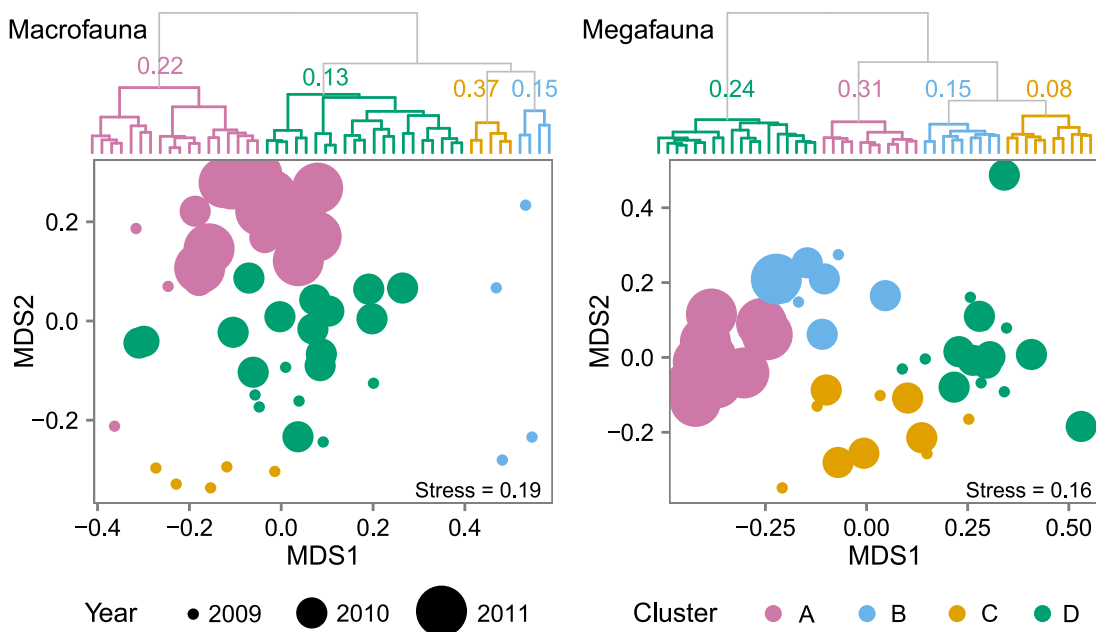 Macrofauna
0.22
0.13
0.37
0.15
0.2
0.0
−0.2
MDS2
Stress = 0.19
−0.4
−0.2
0.0
0.2
0.4
MDS1
Megafauna
0.24
0.31
0.15
0.08
0.4
0.2
0.0
−0.2
MDS2
Stress = 0.16
−0.25
0.00
0.25
0.50
MDS1
Year 2009 2010 2011
Cluster A B C D